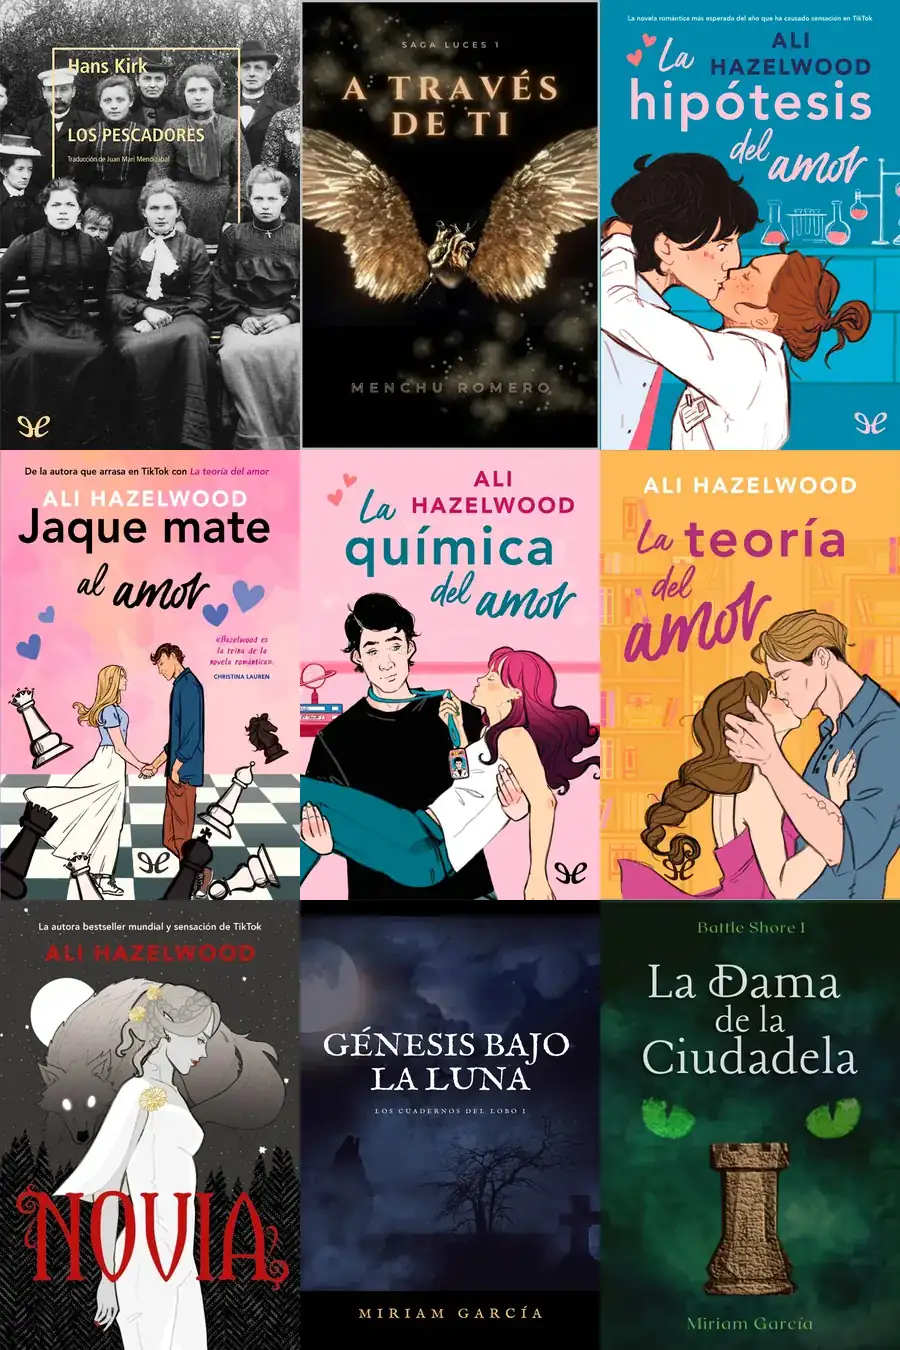 Hans Kirk
LOS PESCADORES
Traducción de Juan Mari Mendizabal
SAGA LUCES 1
A TRAVÉS
DE TI
MENCHU ROMERO
La novela romántica más esperada del año que ha causado sensación en TikTok
ALI
HAZELWOOD
La
hipótesis
del amor
De la autora que arrasa en TikTok con La teoría del amor
ALI HAZELWOOD
Jaque mate
al amor
«Hazelwood es
la reina de la
novela romántica».
CHRISTINA LAUREN
ALI
HAZELWOOD
La
química
del amor
ALI HAZELWOOD
La teoría
del
amor
La autora bestseller mundial y sensación de TikTok
ALI HAZELWOOD
NOVIA
GÉNESIS BAJO
LA LUNA
LOS CUADERNOS DEL LOBO I
MIRIAM GARCÍA
Battle Shore I
La Dama
de la
Ciudadela
Miriam García